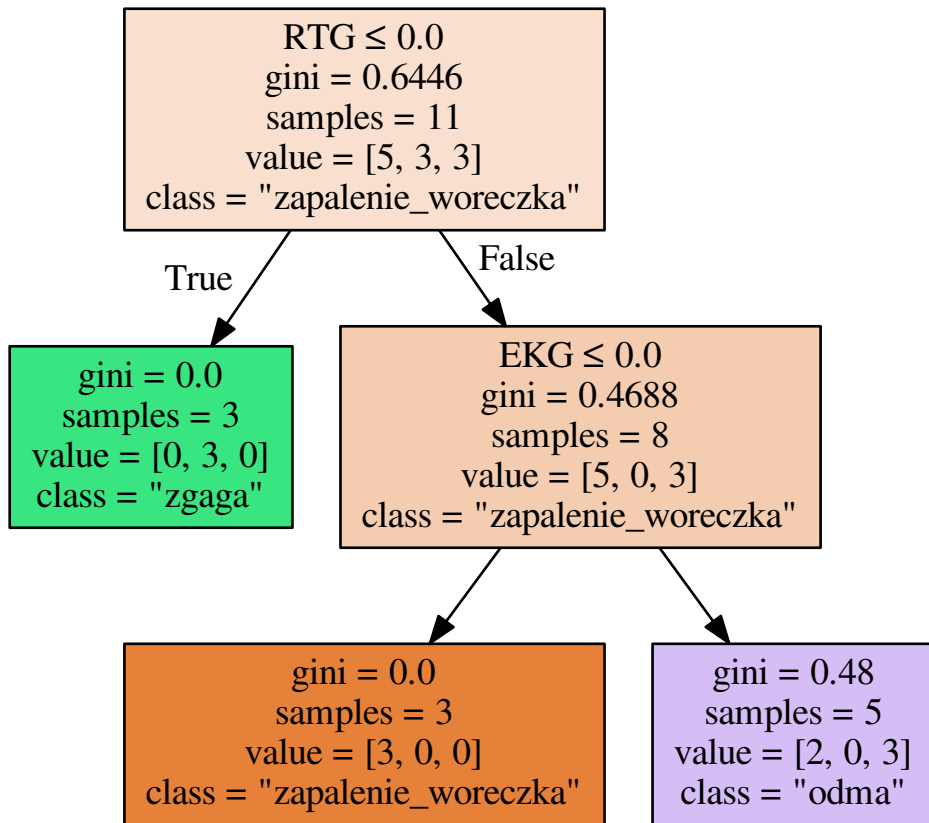 RTG ≤ 0.0
gini = 0.6446
samples = 11
value = [5, 3, 3]
class = "zapalenie_woreczka"
True
False
gini = 0.0
samples = 3
value = [0, 3, 0]
class = "zgaga"
EKG ≤ 0.0
gini = 0.4688
samples = 8
value = [5, 0, 3]
class = "zapalenie_woreczka"
gini = 0.0
samples = 3
value = [3, 0, 0]
class = "zapalenie_woreczka"
gini = 0.48
samples = 5
value = [2, 0, 3]
class = "odma"